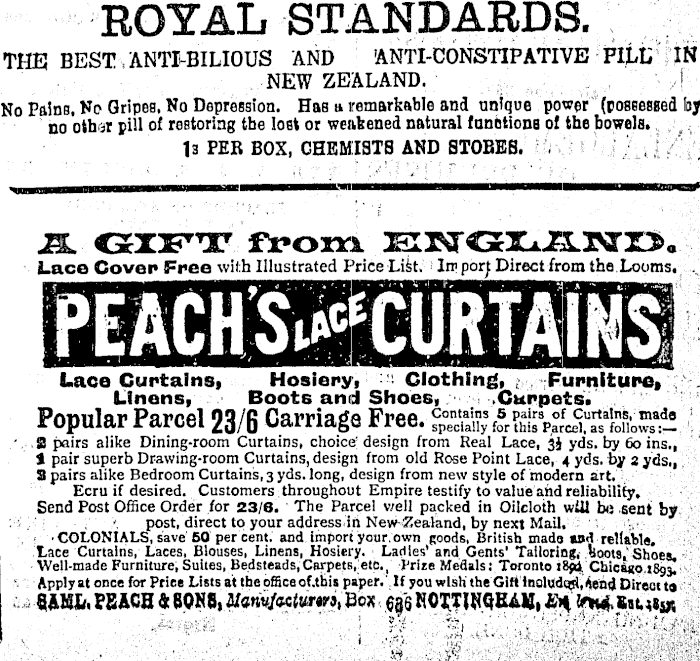 ROYAL STANDARDS.
THE BEST ANTI-BILIOUS AND ANTI-CONSTIPATIVE PILL IN
NEW ZEALAND.
No Pains, No Gripes, No Depression. Has a remarkable and unique power (possessed by
no other pill of restoring the lost or weakened natural functions of the bowels.
1s PER BOX, CHEMISTS AND STORES.
A GIFT from ENGLAND.
Lace Cover Free with Illustrated Price List. Import Direct from the Looms.
PEACH'S LACE CURTAINS
Lace Curtains, Hosiery, Clothing, Furniture,
Linens, Boots and Shoes, Carpets.
Popular Parcel 23/6 Carriage Free. Contains 5 pairs of Curtains, made
specially for this Parcel, as follows:—
2 pairs alike Dining-room Curtains, choice design from Real Lace, 3½ yds. by 60 ins.,
1 pair superb Drawing-room Curtains, design from old Rose Point Lace, 4 yds. by 2 yds.,
2 pairs alike Bedroom Curtains, 3 yds. long, design from new style of modern art.
Ecru if desired. Customers throughout Empire testify to value and reliability.
Send Post Office Order for 23/6. The Parcel well packed in Oilcloth will be sent by
post, direct to your address in New Zealand, by next Mail.
COLONIALS, save 50 per cent. and import your own goods, British made and reliable.
Lace Curtains, Laces, Blouses, Linens, Hosiery. Ladies' and Gents' Tailoring, Boots, Shoes,
Well-made Furniture, Suites, Bedsteads, Carpets, etc., Prize Medals: Toronto 1892, Chicago 1893.
Apply at once for Price Lists at the office of this paper. If you wish the Gift included, send Direct to
SAML. PEACH & SONS, Manufacturers, Box 636 NOTTINGHAM, Est. 1857.